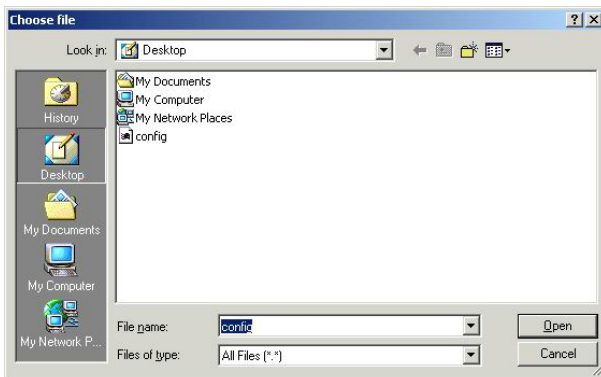 Choose file
Look in: Desktop
History
Desktop
My Documents
My Computer
My Network P...
My Documents
My Computer
My Network Places
config
File name: config
Open
Files of type: All Files (*.*)
Cancel